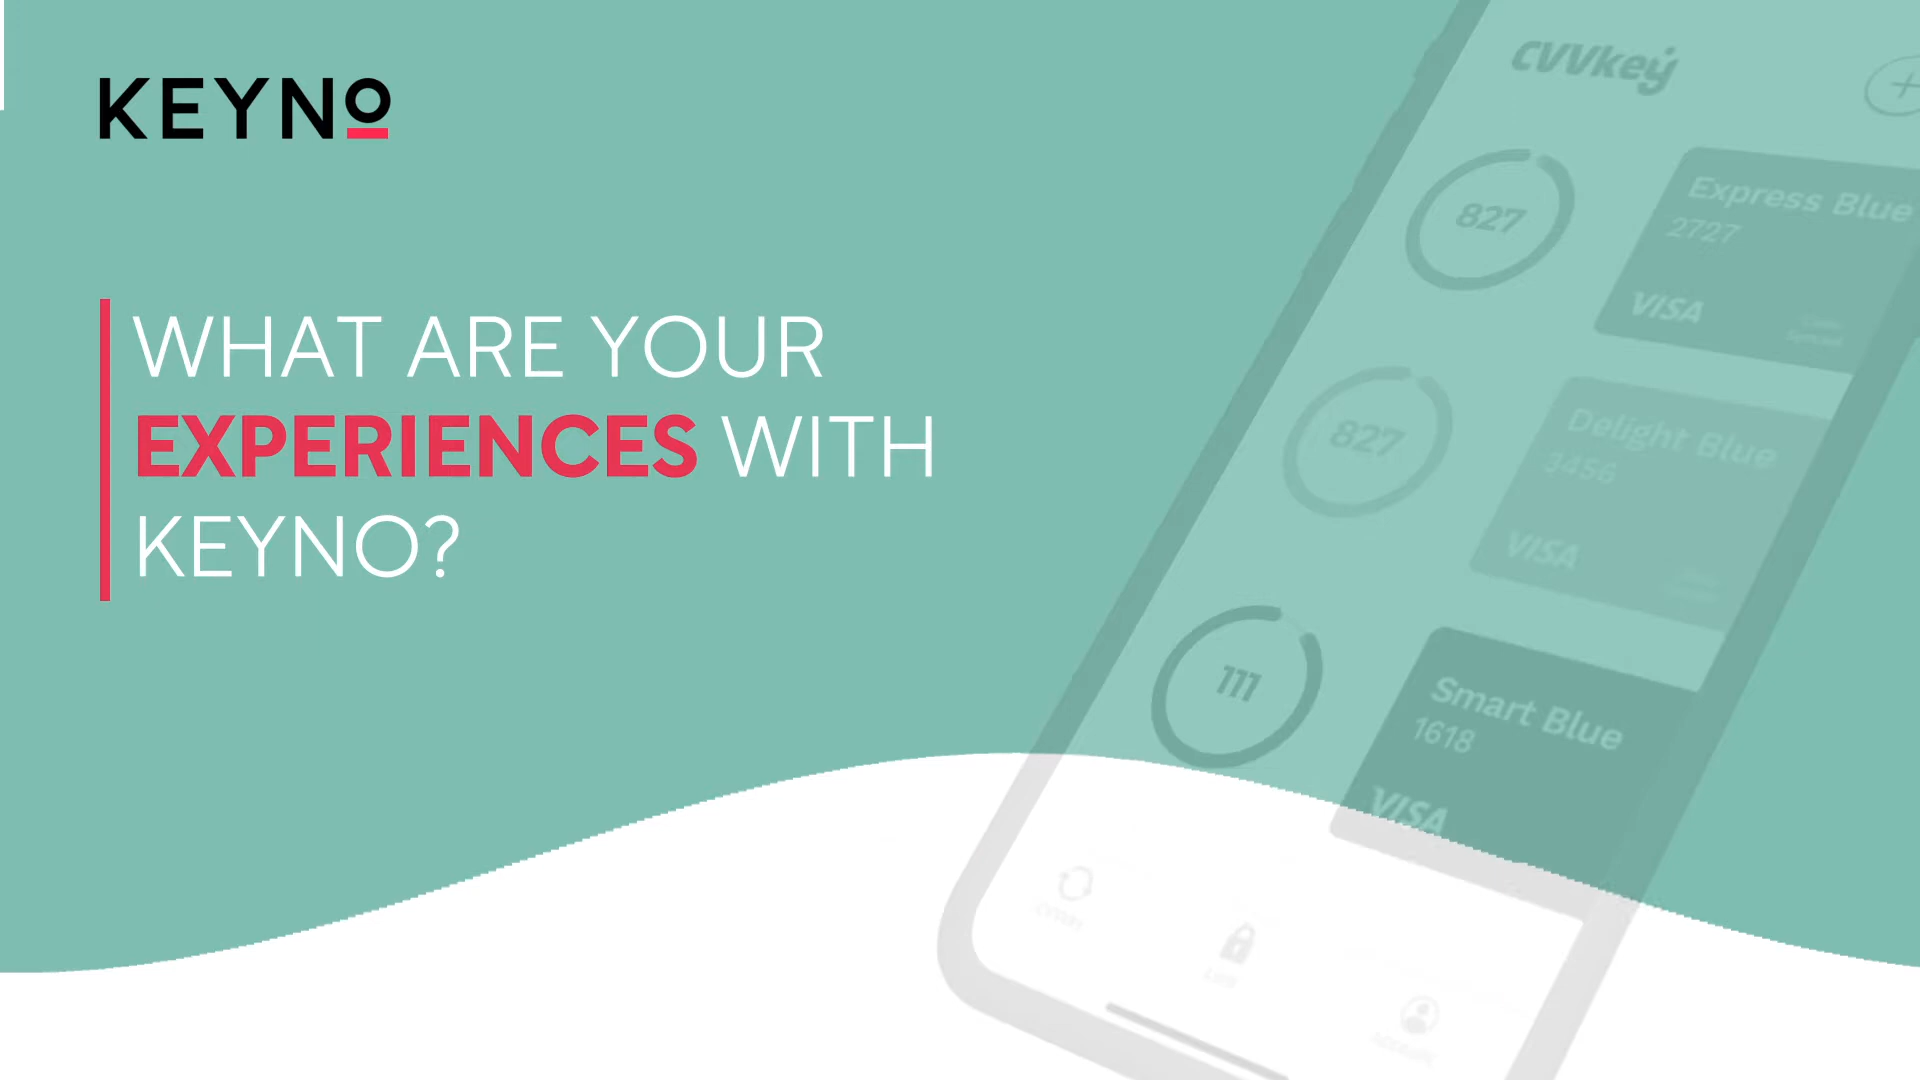 KEYNO
WHAT ARE YOUR
EXPERIENCES WITH
KEYNO?
CVVkey
827
Express Blue
2727
VISA
827
Delight Blue
3456
VISA
111
Smart Blue
1618
VISA